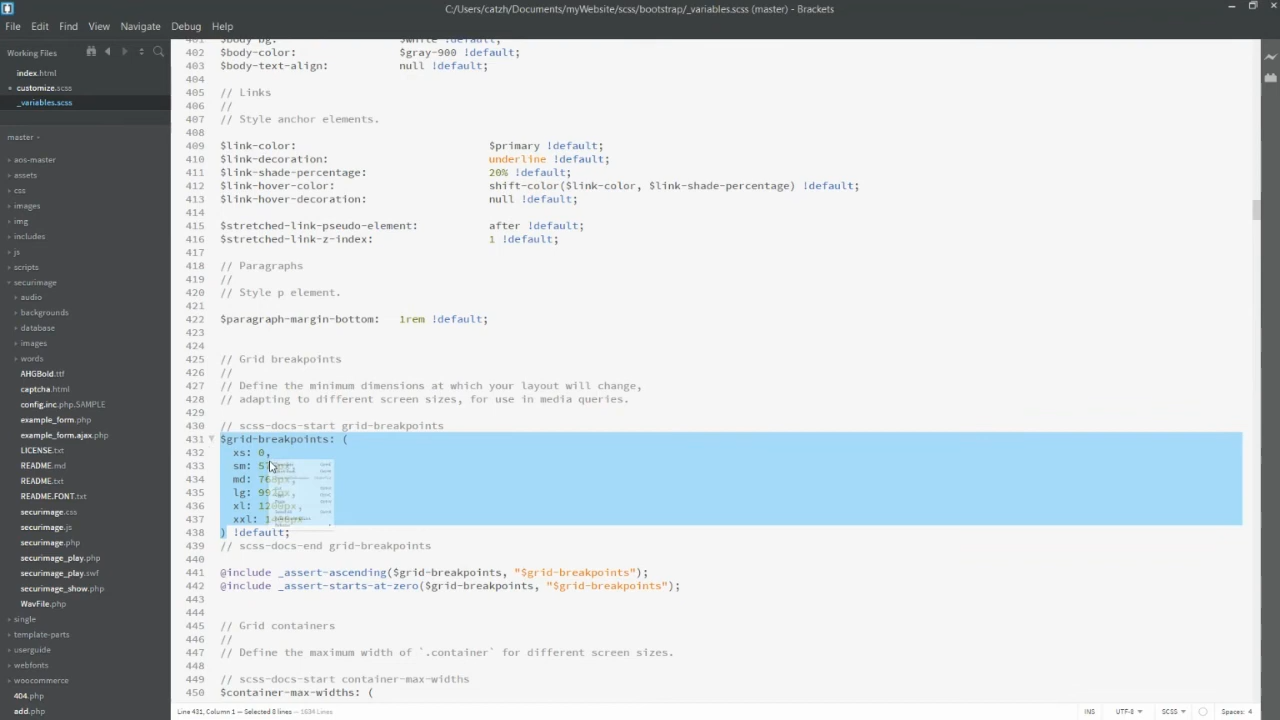 C:/Users/catzh/Documents/myWebsite/scss/bootstrap/_variables.scss (master) - Brackets
File Edit Find View Navigate Debug Help
Working Files
index.html
customize.scss
_variables.scss
master
aos-master
assets
css
images
img
includes
js
scripts
securimage
audio
backgrounds
database
images
words
AHGBold.ttf
captcha.html
config.inc.php.SAMPLE
example_form.php
example_form.ajax.php
LICENSE.txt
README.md
README.txt
README.FONT.txt
securimage.css
securimage.js
securimage.php
securimage_play.php
securimage_play.swf
securimage_show.php
WavFile.php
single
template-parts
userguide
webfonts
woocommerce
404.php
add.php
401 $body-bg: $white !default;
402 $body-color: $gray-900 !default;
403 $body-text-align: null !default;
404
405 // Links
406 //
407 // Style anchor elements.
408
409 $link-color: $primary !default;
410 $link-decoration: underline !default;
411 $link-shade-percentage: 20% !default;
412 $link-hover-color: shift-color($link-color, $link-shade-percentage) !default;
413 $link-hover-decoration: null !default;
414
415 $stretched-link-pseudo-element: after !default;
416 $stretched-link-z-index: 1 !default;
417
418 // Paragraphs
419 //
420 // Style p element.
421
422 $paragraph-margin-bottom: 1rem !default;
423
424
425 // Grid breakpoints
426 //
427 // Define the minimum dimensions at which your layout will change,
428 // adapting to different screen sizes, for use in media queries.
429
430 // scss-docs-start grid-breakpoints
431 $grid-breakpoints: (
432 xs: 0,
433 sm:
434 md: 768px,
435 lg: 992px,
436 xl: 1200px,
437 xxl:
438 ) !default;
439 // scss-docs-end grid-breakpoints
440
441 @include _assert-ascending($grid-breakpoints, "$grid-breakpoints");
442 @include _assert-starts-at-zero($grid-breakpoints, "$grid-breakpoints");
443
444
445 // Grid containers
446 //
447 // Define the maximum width of `.container` for different screen sizes.
448
449 // scss-docs-start container-max-widths
450 $container-max-widths: (
Line 431, Column 1 — Selected 8 lines — 1634 Lines
INS UTF-8 SCSS Spaces: 4